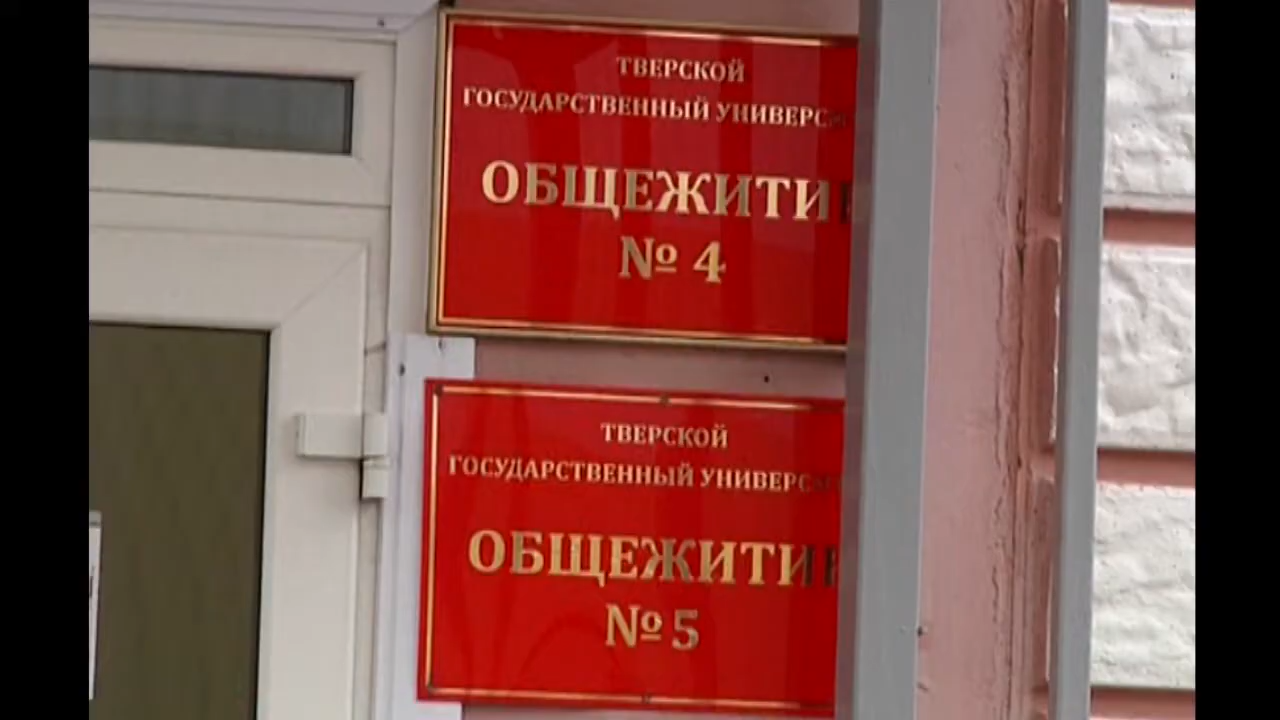 ТВЕРСКОЙ
ГОСУДАРСТВЕННЫЙ УНИВЕРС
ОБЩЕЖИТИ
№ 4
ТВЕРСКОЙ
ГОСУДАРСТВЕННЫЙ УНИВЕРС
ОБЩЕЖИТИ
№ 5